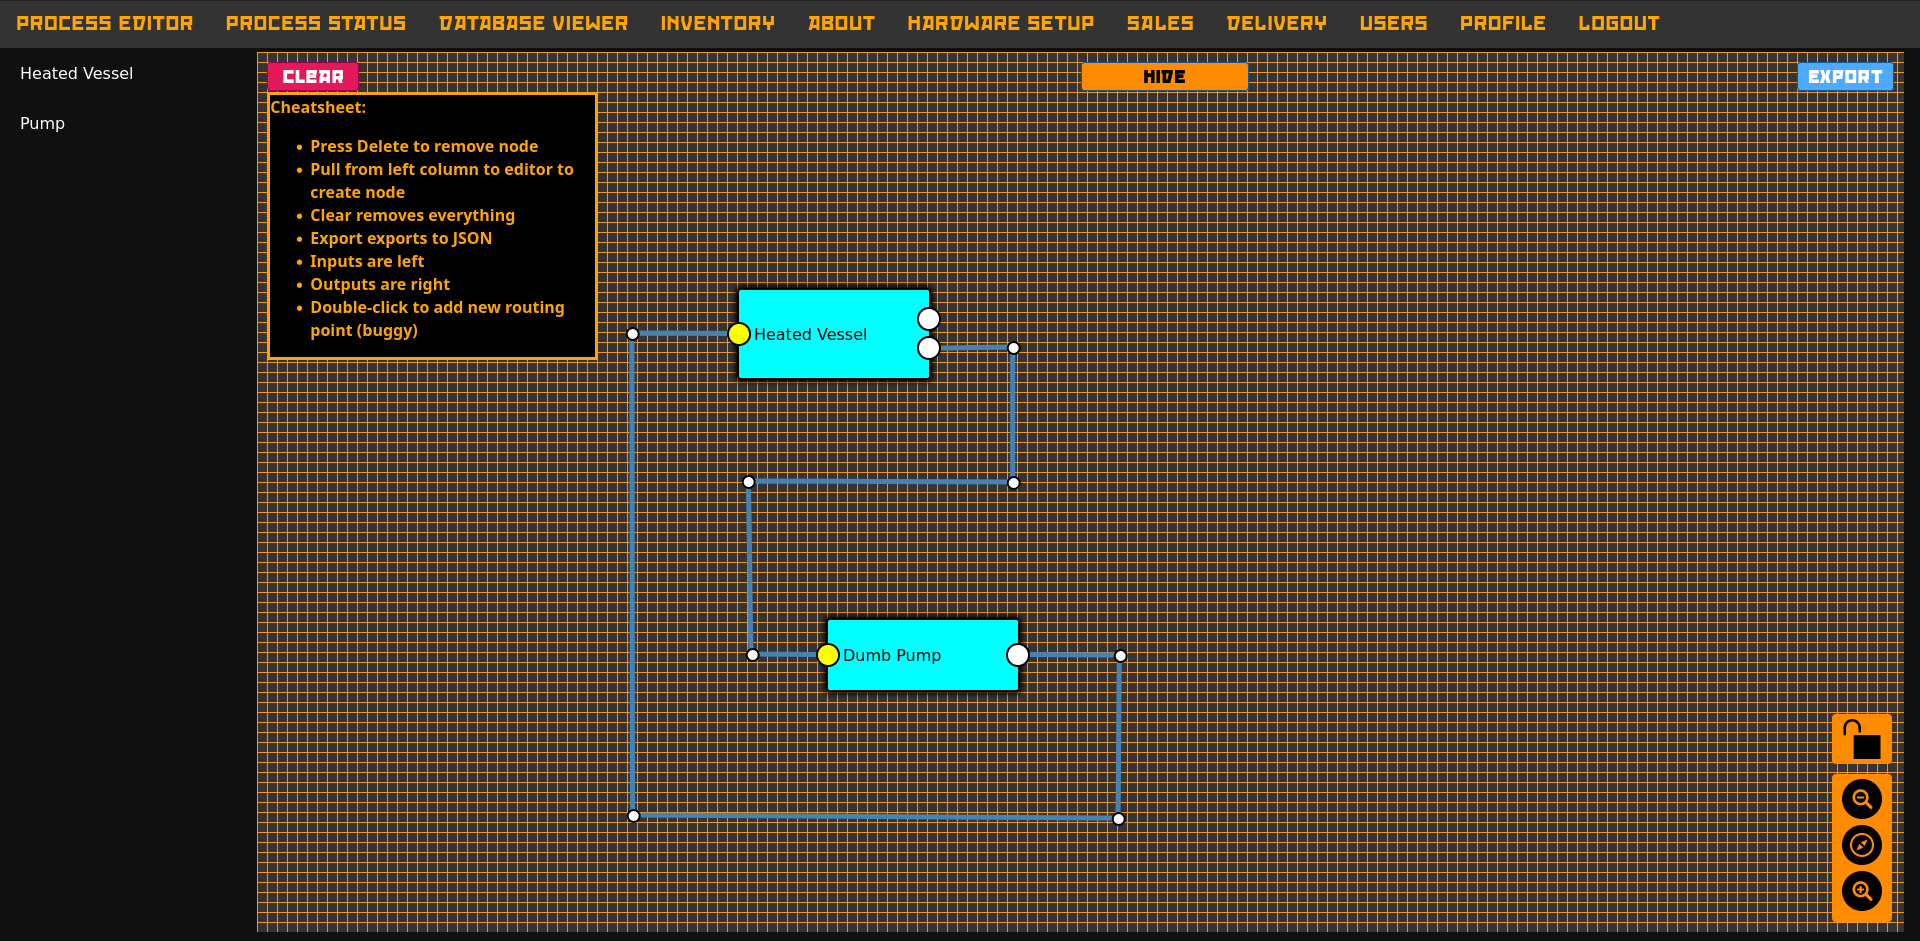 PROCESS EDITOR PROCESS STATUS DATABASE VIEWER INVENTORY ABOUT HARDWARE SETUP SALES DELIVERY USERS PROFILE LOGOUT
Heated Vessel
Pump
CLEAR
HIDE
EXPORT
Cheatsheet:
• Press Delete to remove node
• Pull from left column to editor to
create node
• Clear removes everything
• Export exports to JSON
• Inputs are left
• Outputs are right
• Double-click to add new routing
point (buggy)
Heated Vessel
Dumb Pump